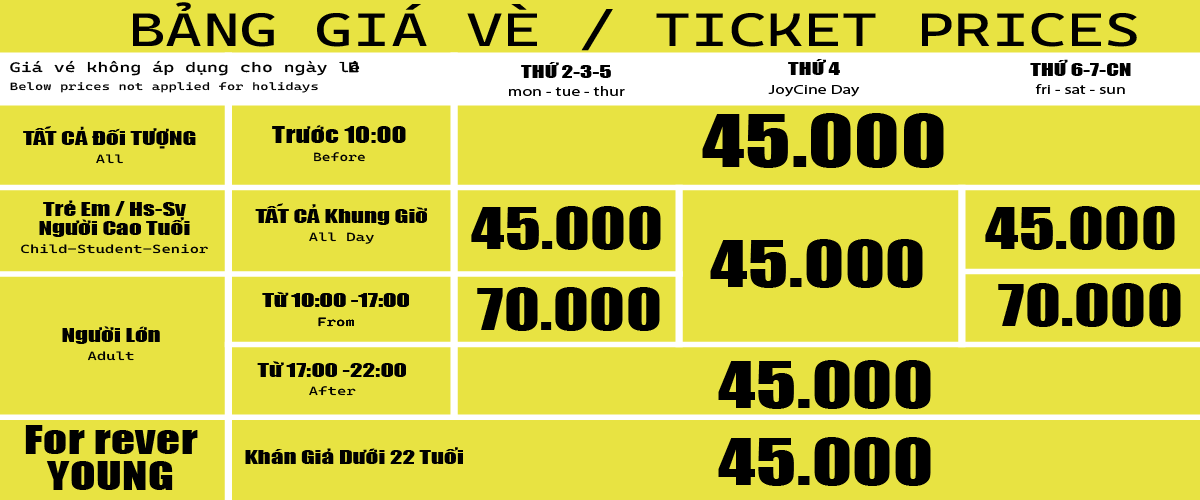 BẢNG GIÁ VÈ / TICKET PRICES
Giá vé không áp dụng cho ngày lễ
Below prices not applied for holidays
THỨ 2-3-5
mon - tue - thur
THỨ 4
JoyCine Day
THỨ 6-7-CN
fri - sat - sun
TẤT CẢ Đối TƯỢNG
All
Trước 10:00
Before
45.000
Trẻ Em / Hs-Sv
Người Cao Tuổi
Child-Student-Senior
TẤT CẢ Khung Giờ
All Day
45.000
45.000
45.000
Người Lớn
Adult
Từ 10:00 -17:00
From
70.000
70.000
Từ 17:00 -22:00
After
45.000
For rever
YOUNG
Khán Giả Dưới 22 Tuổi
45.000